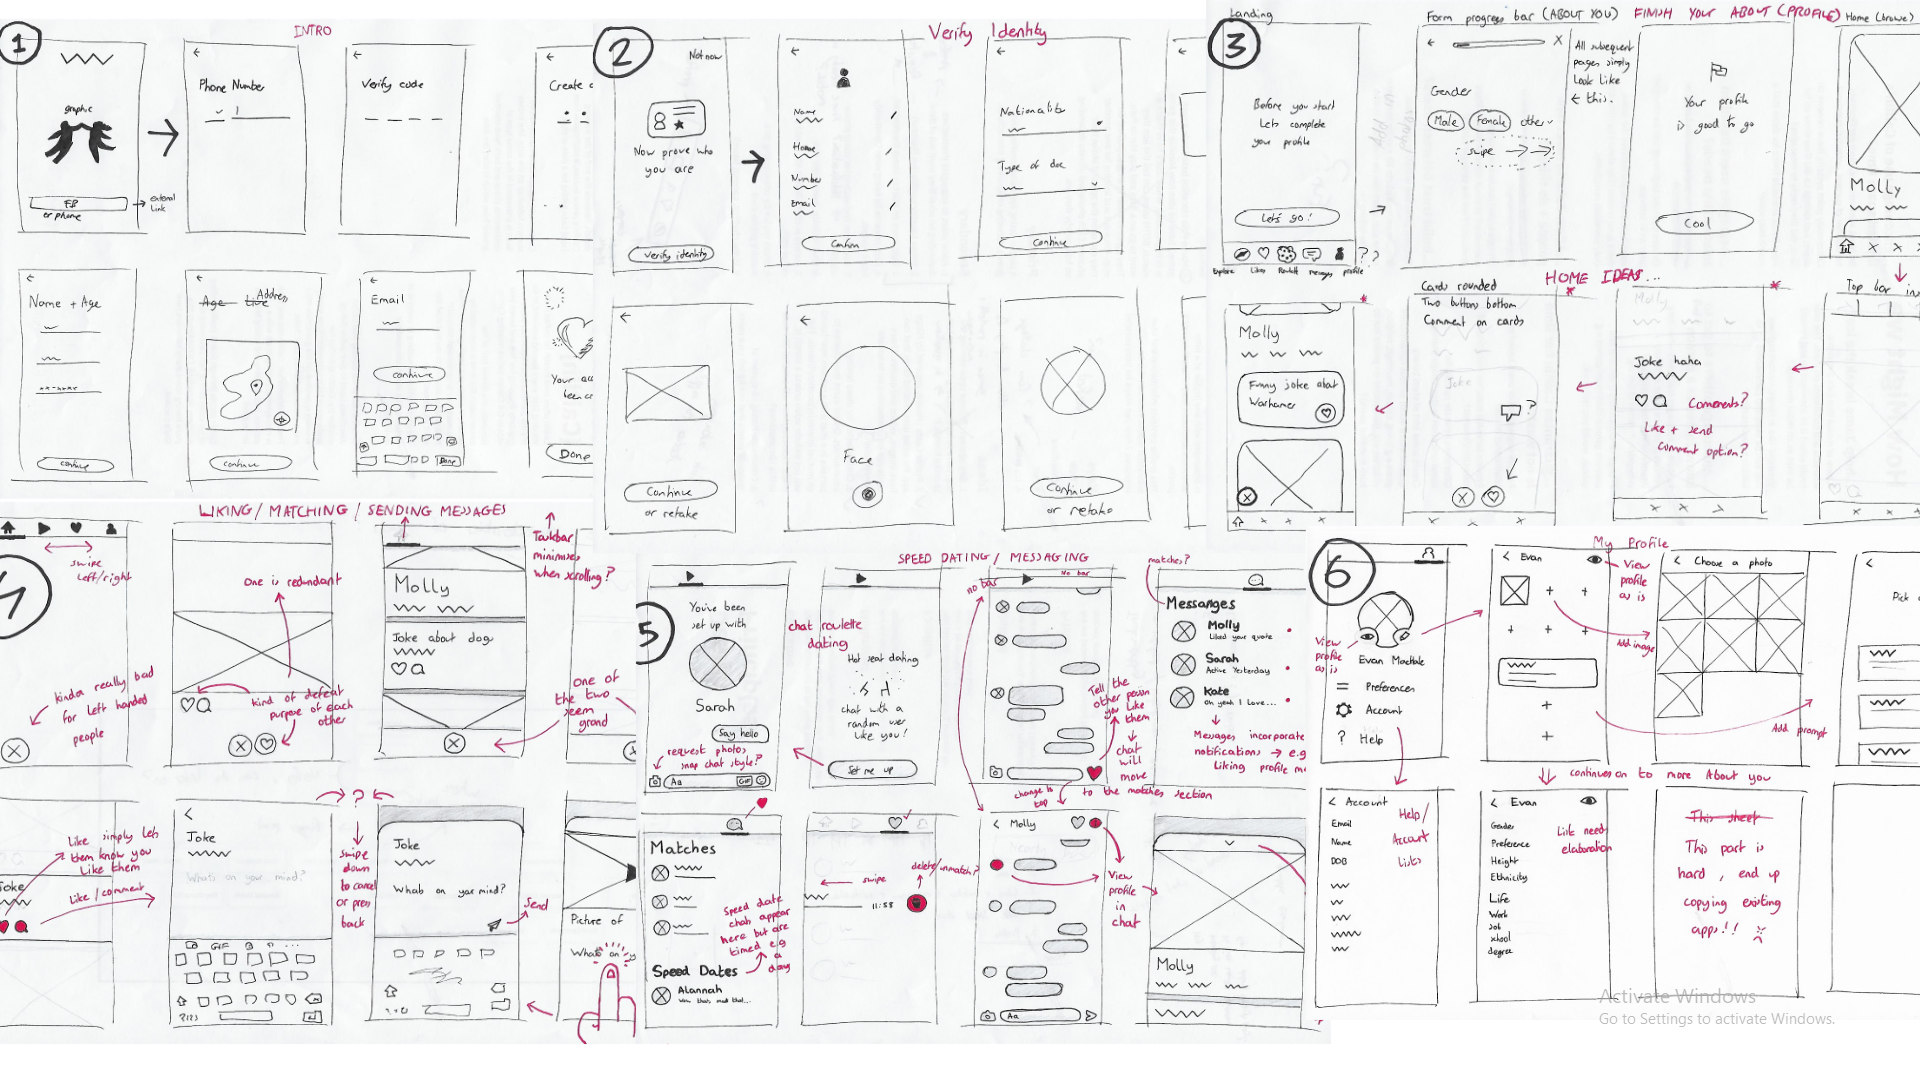 1
INTRO
graphic
FB
or phone
external
link
Phone Number
Verify code
Create
Name + Age
continue
Age Live
Address
continue
Email
continue
Done
Your
been
Done
2
Verify Identity
Not now
Now prove who
you are
Verify identity
Name
Home
Number
Email
Confirm
Nationality
Type of doc
Continue
Continue
or retake
Face
Continue
or retake
3
Landing
Before you start
Lets complete
your profile
Let's go!
Explore
Likes
Roulette
messages
profile
??
Form progress bar (ABOUT YOU)
X
Gender
Male
Female
other
swipe
All subsequent
pages simply
Look Like
this.
FINISH YOUR ABOUT (PROFILE)
Your profile
is good to go
Cool
Home (browse)
Molly
HOME IDEAS...
Molly
Funny joke about
Warhamer
Cards rounded
Two buttons bottom
Comment on cards
Joke
?
Molly
Joke haha
Comments?
Like + send
comment option?
Top bar in
4
LIKING / MATCHING / SENDING MESSAGES
swipe
left/right
kinda really bad
for left handed
people
One is redundant
kind of defeat
purpose of each
other
Molly
Joke about dog
Taskbar
minimises
when scrolling?
one of
the two
seem
grand
Like simply lets
them know you
Like them
Like / comment
Joke
Joke
Whats on your mind?
GIF
?123
?
Swipe
down
to cancel
or press
back
Joke
Whats on your mind?
Send
Picture of
Whats on
5
SPEED DATING / MESSAGING
You've been
set up with
Sarah
Say hello
request photos
snap chat style?
Aa
GIF
chat roulette
dating
Hot seat dating
chat with a
random user
like you!
Set me up
no bar
No bar
Tell the
other person
you like
them
chat
will
move
to the matches section
change to
top
matches?
Messanges
Molly
Liked your quote
Sarah
Active Yesterday
Kate
Oh yeah I Love...
Messages incorporate
notifications → e.g
Liking profile
Matches
Speed Dates
Alannah
Speed date
chats appear
here but are
timed e.g
a
day
swipe
11:58
delete/unmatch?
Molly
Aa
View
profile
in
chat
Molly
6
My Profile
View
profile
as is
Evan MacHale
Preferences
Account
? Help
Evan
View
profile
as is
Add image
Choose a photo
Pick
Add prompt
continues on to more About you
Account
Email
Name
DOB
Help/
Account
Lists
Evan
Gender
Preference
Height
Ethnicity
Life
Work
Job
school
degree
List needs
elaboration
This sheet
This part is
hard, end up
copying existing
apps!!
Activate Windows
Go to Settings to activate Windows.